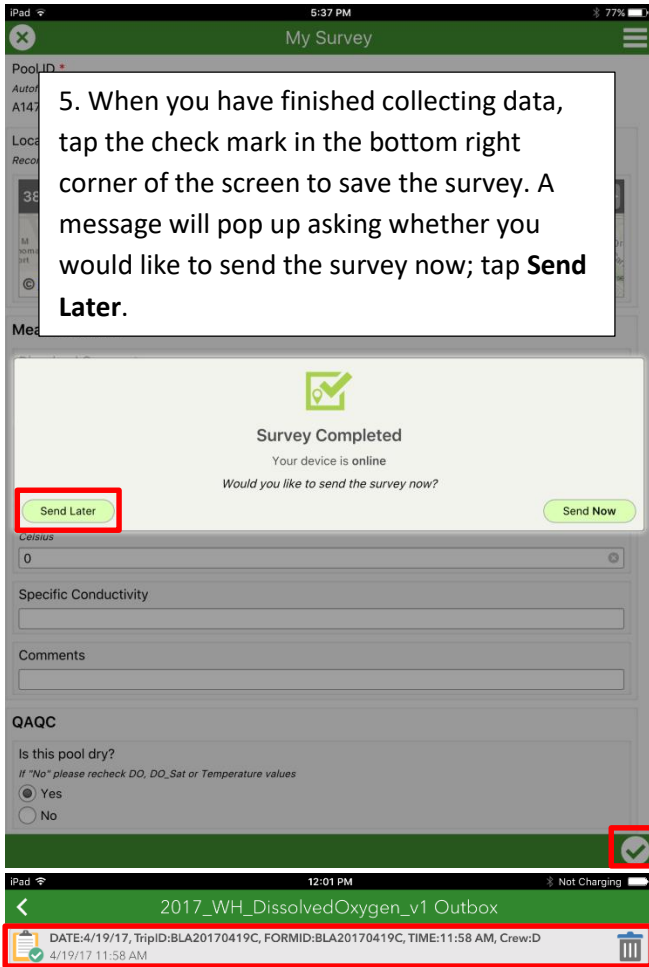 iPad 5:37 PM 77%
My Survey
Pool ID *
A147
5. When you have finished collecting data,
tap the check mark in the bottom right
corner of the screen to save the survey. A
message will pop up asking whether you
would like to send the survey now; tap Send
Later.
Survey Completed
Your device is online
Would you like to send the survey now?
Send Later Send Now
Celsius
0
Specific Conductivity
Comments
QAQC
Is this pool dry?
If "No" please recheck DO, DO_Sat or Temperature values
Yes
No
iPad 12:01 PM Not Charging
2017_WH_DissolvedOxygen_v1 Outbox
DATE:4/19/17, TripID:BLA20170419C, FORMID:BLA20170419C, TIME:11:58 AM, Crew:D
4/19/17 11:58 AM